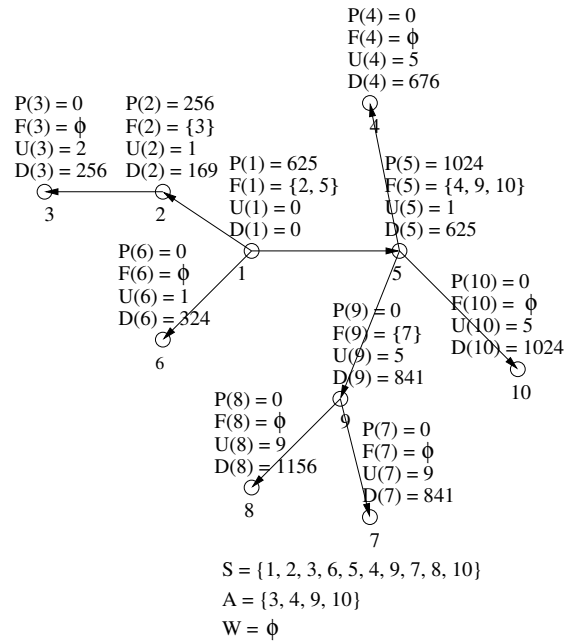 P(4) = 0
F(4) = ϕ
U(4) = 5
D(4) = 676
4
P(3) = 0
F(3) = ϕ
U(3) = 2
D(3) = 256
3
P(2) = 256
F(2) = {3}
U(2) = 1
D(2) = 169
2
P(1) = 625
F(1) = {2, 5}
U(1) = 0
D(1) = 0
1
P(5) = 1024
F(5) = {4, 9, 10}
U(5) = 1
D(5) = 625
5
P(6) = 0
F(6) = ϕ
U(6) = 1
D(6) = 324
6
P(10) = 0
F(10) = ϕ
U(10) = 5
D(10) = 1024
10
P(9) = 0
F(9) = {7}
U(9) = 5
D(9) = 841
9
P(8) = 0
F(8) = ϕ
U(8) = 9
D(8) = 1156
8
P(7) = 0
F(7) = ϕ
U(7) = 9
D(7) = 841
7
S = {1, 2, 3, 6, 5, 4, 9, 7, 8, 10}
A = {3, 4, 9, 10}
W = ϕ